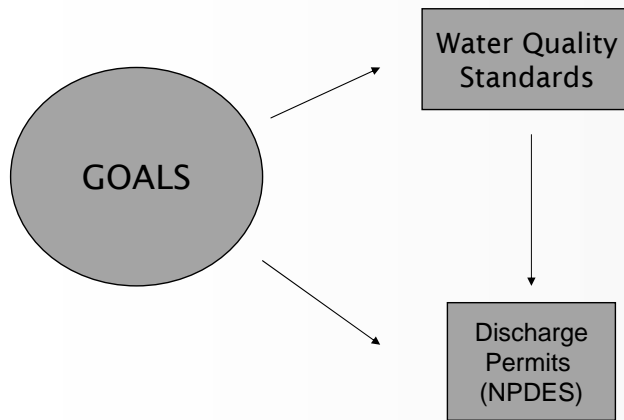 Water Quality
Standards
GOALS
Discharge
Permits
(NPDES)